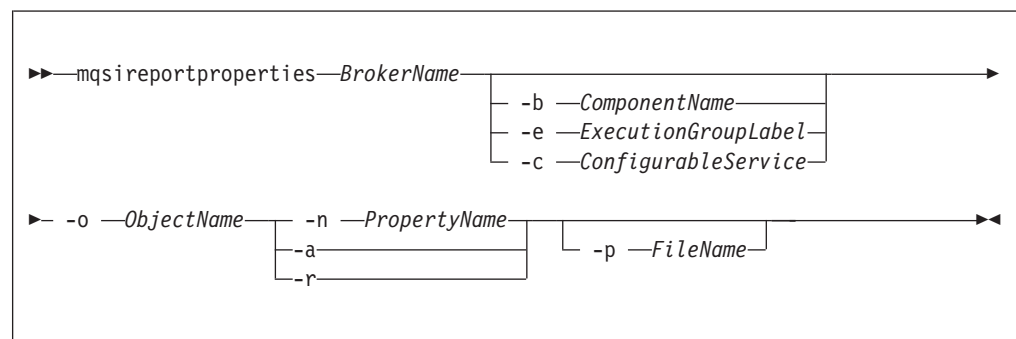 mqsireportproperties BrokerName
-b ComponentName
-e ExecutionGroupLabel
-c ConfigurableService
-o ObjectName -n PropertyName
-a -p FileName
-r